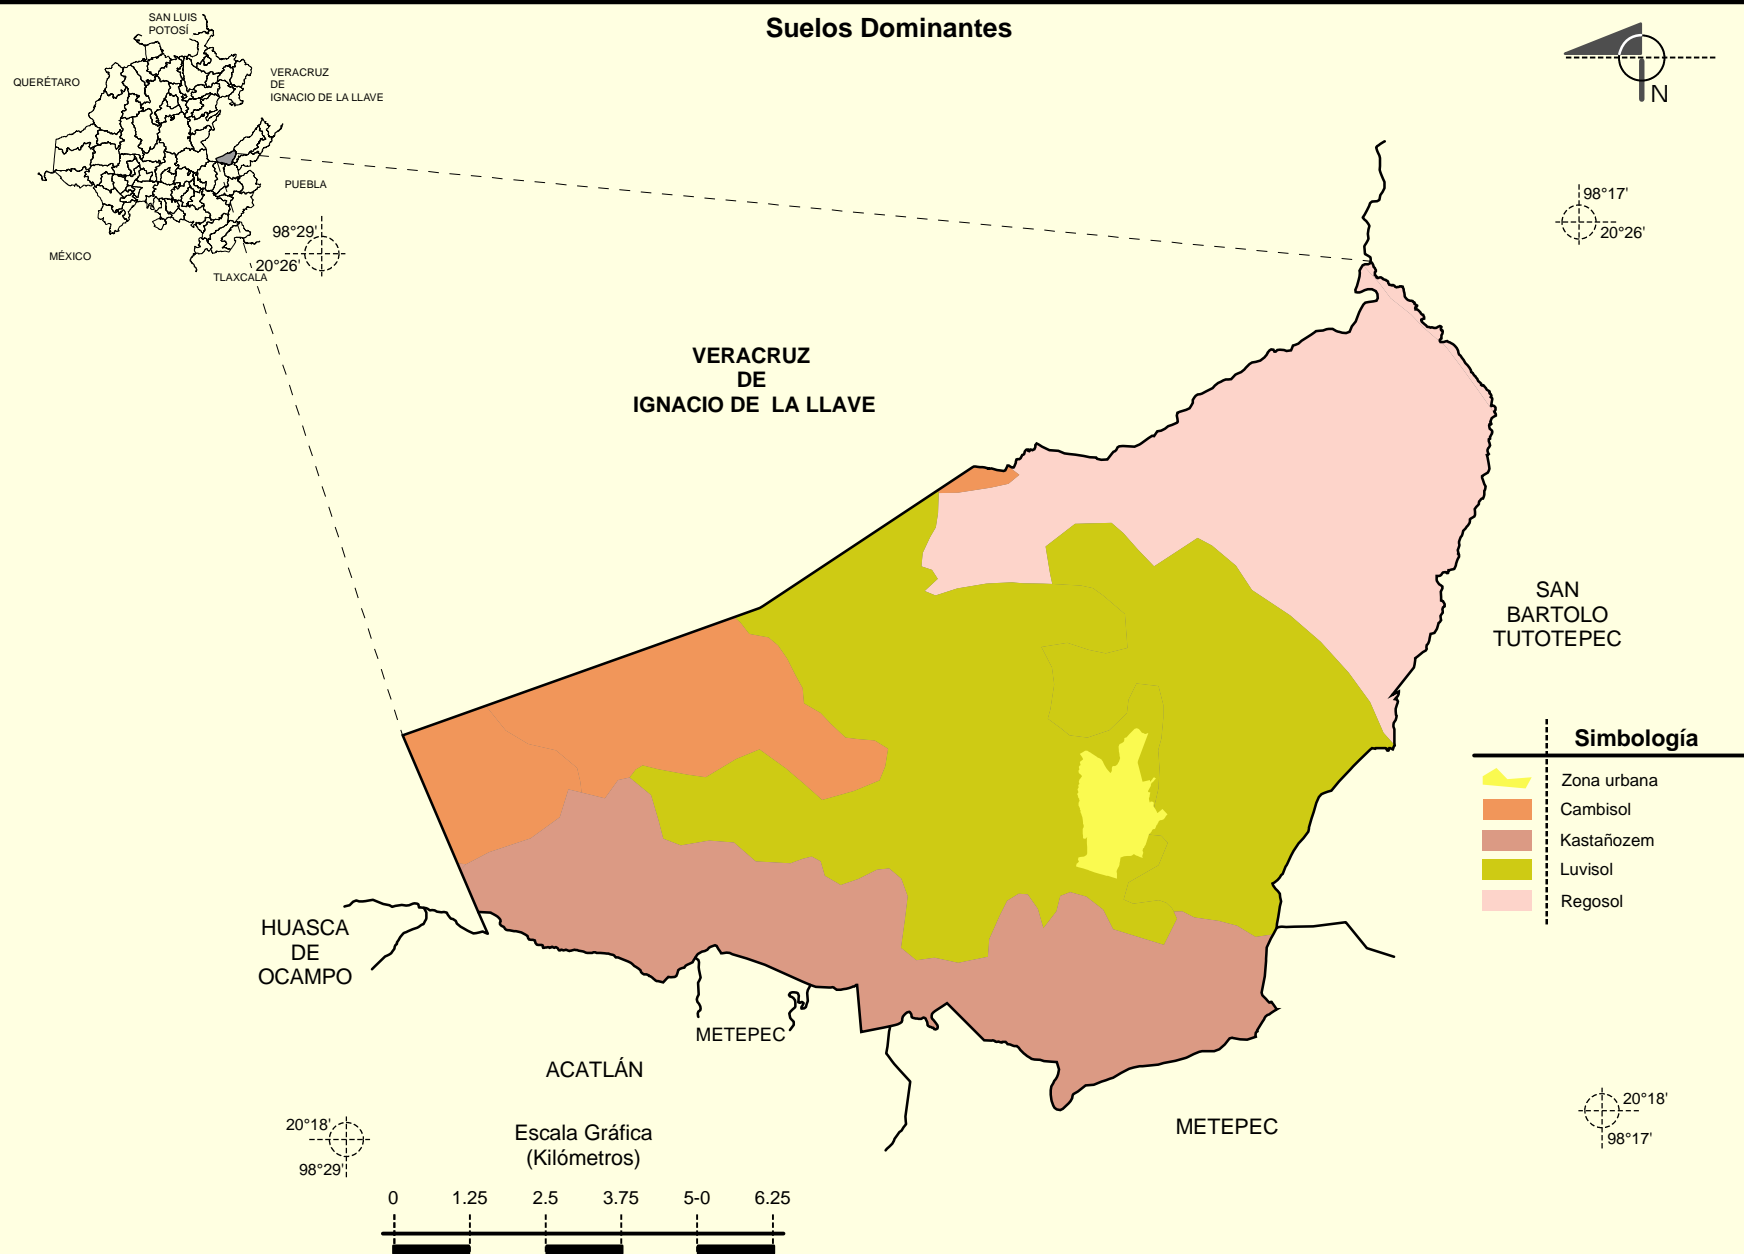 Suelos Dominantes
SAN LUIS
POTOSÍ
QUERÉTARO
VERACRUZ
DE
IGNACIO DE LA LLAVE
PUEBLA
MÉXICO
TLAXCALA
N
98°29'
20°26'
98°17'
20°26'
VERACRUZ
DE
IGNACIO DE LA LLAVE
SAN
BARTOLO
TUTOTEPEC
Simbología
Zona urbana
Cambisol
Kastañozem
Luvisol
Regosol
HUASCA
DE
OCAMPO
METEPEC
ACATLÁN
METEPEC
20°18'
98°29'
20°18'
98°17'
Escala Gráfica
(Kilómetros)
0 1.25 2.5 3.75 5-0 6.25